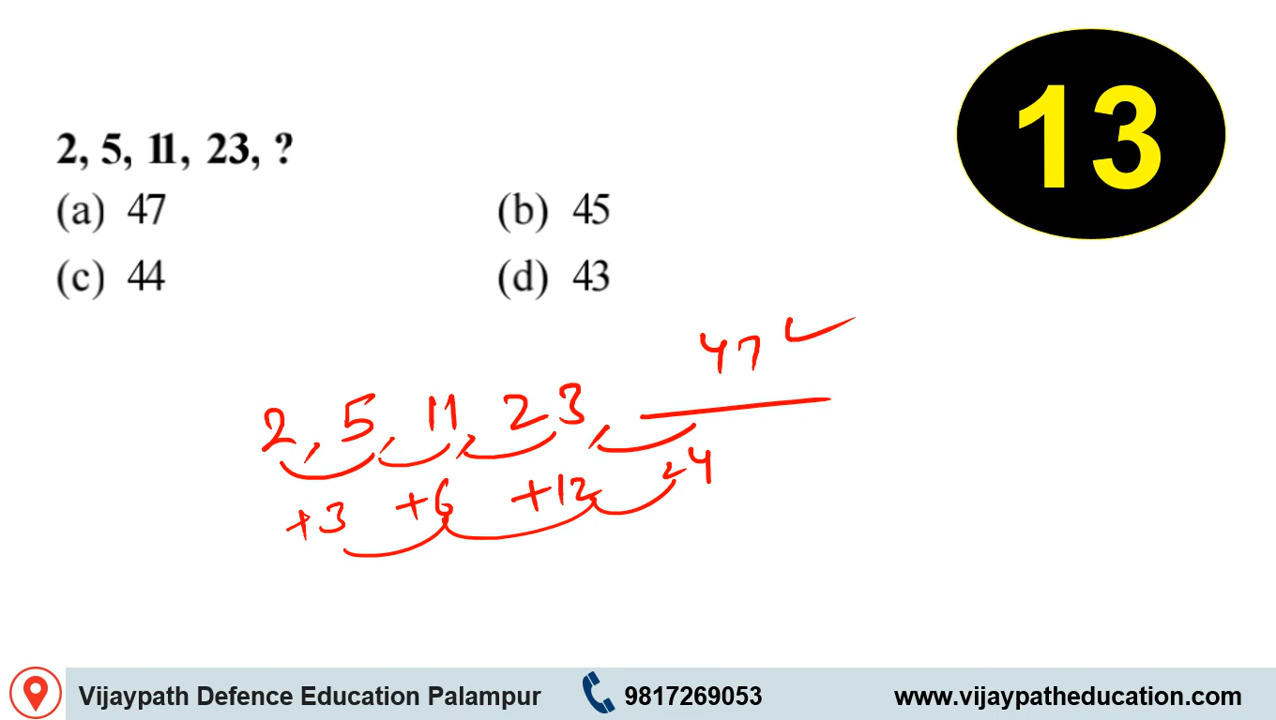 13
2, 5, 11, 23, ?
(a) 47 (b) 45
(c) 44 (d) 43
47
2, 5, 11, 23,
+3 +6 +12 24
Vijaypath Defence Education Palampur 9817269053 www.vijaypatheducation.com